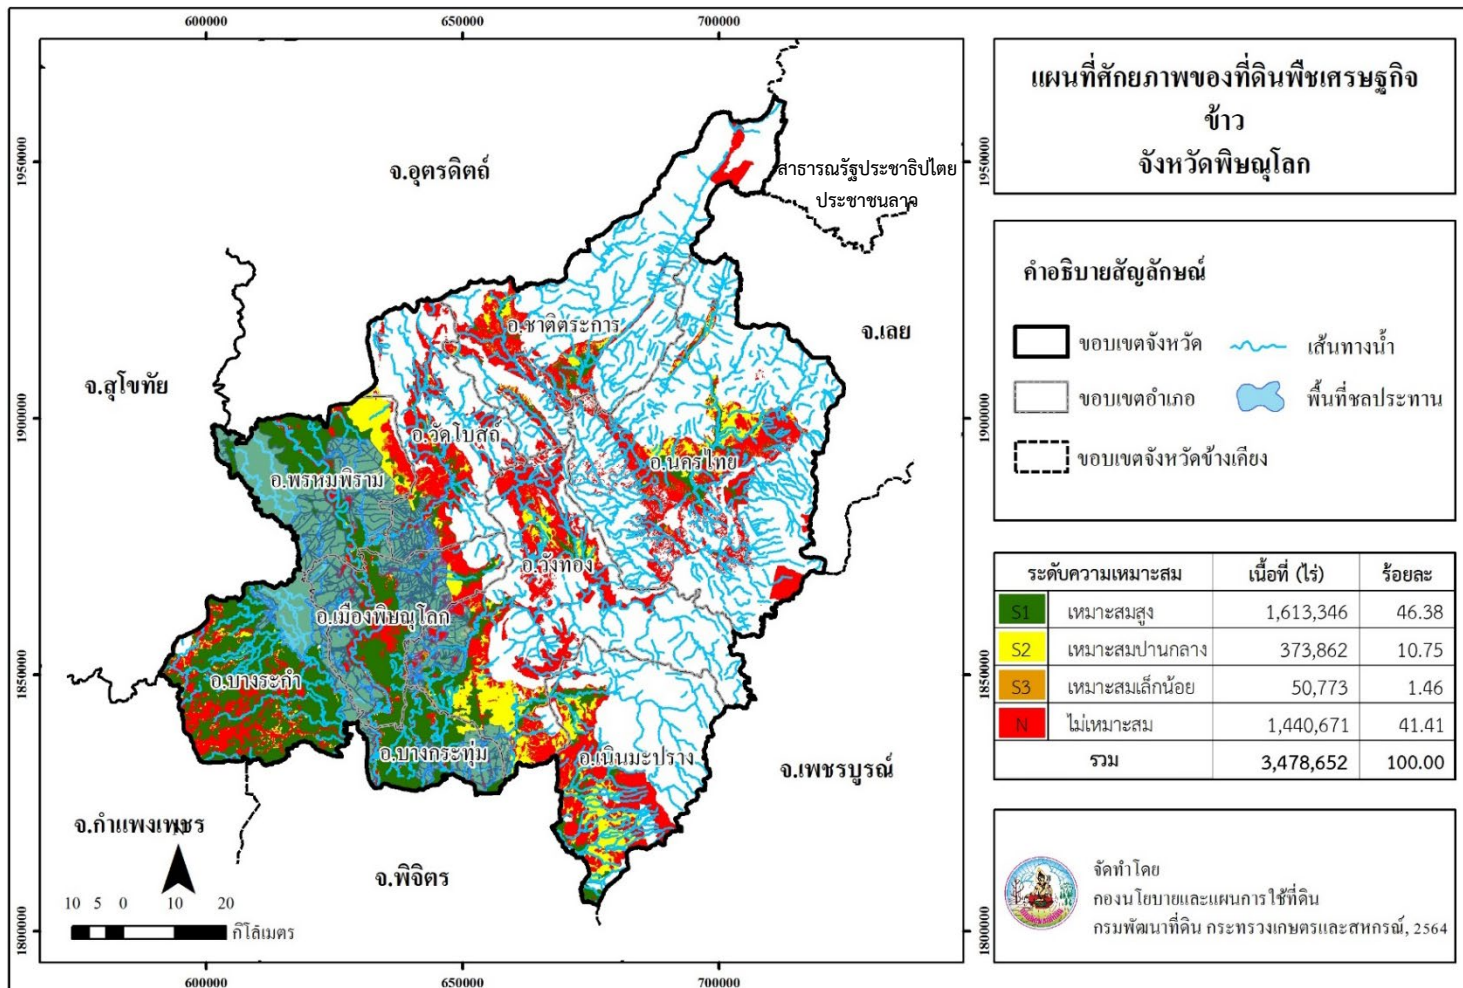 600000 650000 700000
แผนที่ศักยภาพของที่ดินพืชเศรษฐกิจ
ข้าว
จังหวัดพิษณุโลก
1950000 1950000
จ.อุตรดิตถ์
สาธารณรัฐประชาธิปไตย
ประชาชนลาว
คำอธิบายสัญลักษณ์
ขอบเขตจังหวัด เส้นทางน้ำ
ขอบเขตอำเภอ พื้นที่ชลประทาน
ขอบเขตจังหวัดข้างเคียง
อ.ชาติตระการ
จ.เลย
จ.สุโขทัย
1900000 1900000
อ.วัดโบสถ์
อ.นครไทย
อ.พรหมพิราม
อ.วังทอง
อ.เมืองพิษณุโลก
1850000 1850000
อ.บางระกำ
อ.บางกระทุ่ม
อ.เนินมะปราง
จ.เพชรบูรณ์
จ.กำแพงเพชร
จ.พิจิตร
N
10 5 0 10 20
กิโลเมตร
1800000 1800000
600000 650000 700000
ระดับความเหมาะสม เนื้อที่ (ไร่) ร้อยละ
S1 เหมาะสมสูง 1,613,346 46.38
S2 เหมาะสมปานกลาง 373,862 10.75
S3 เหมาะสมเล็กน้อย 50,773 1.46
N ไม่เหมาะสม 1,440,671 41.41
รวม 3,478,652 100.00
จัดทำโดย
กองนโยบายและแผนการใช้ที่ดิน
กรมพัฒนาที่ดิน กระทรวงเกษตรและสหกรณ์, 2564